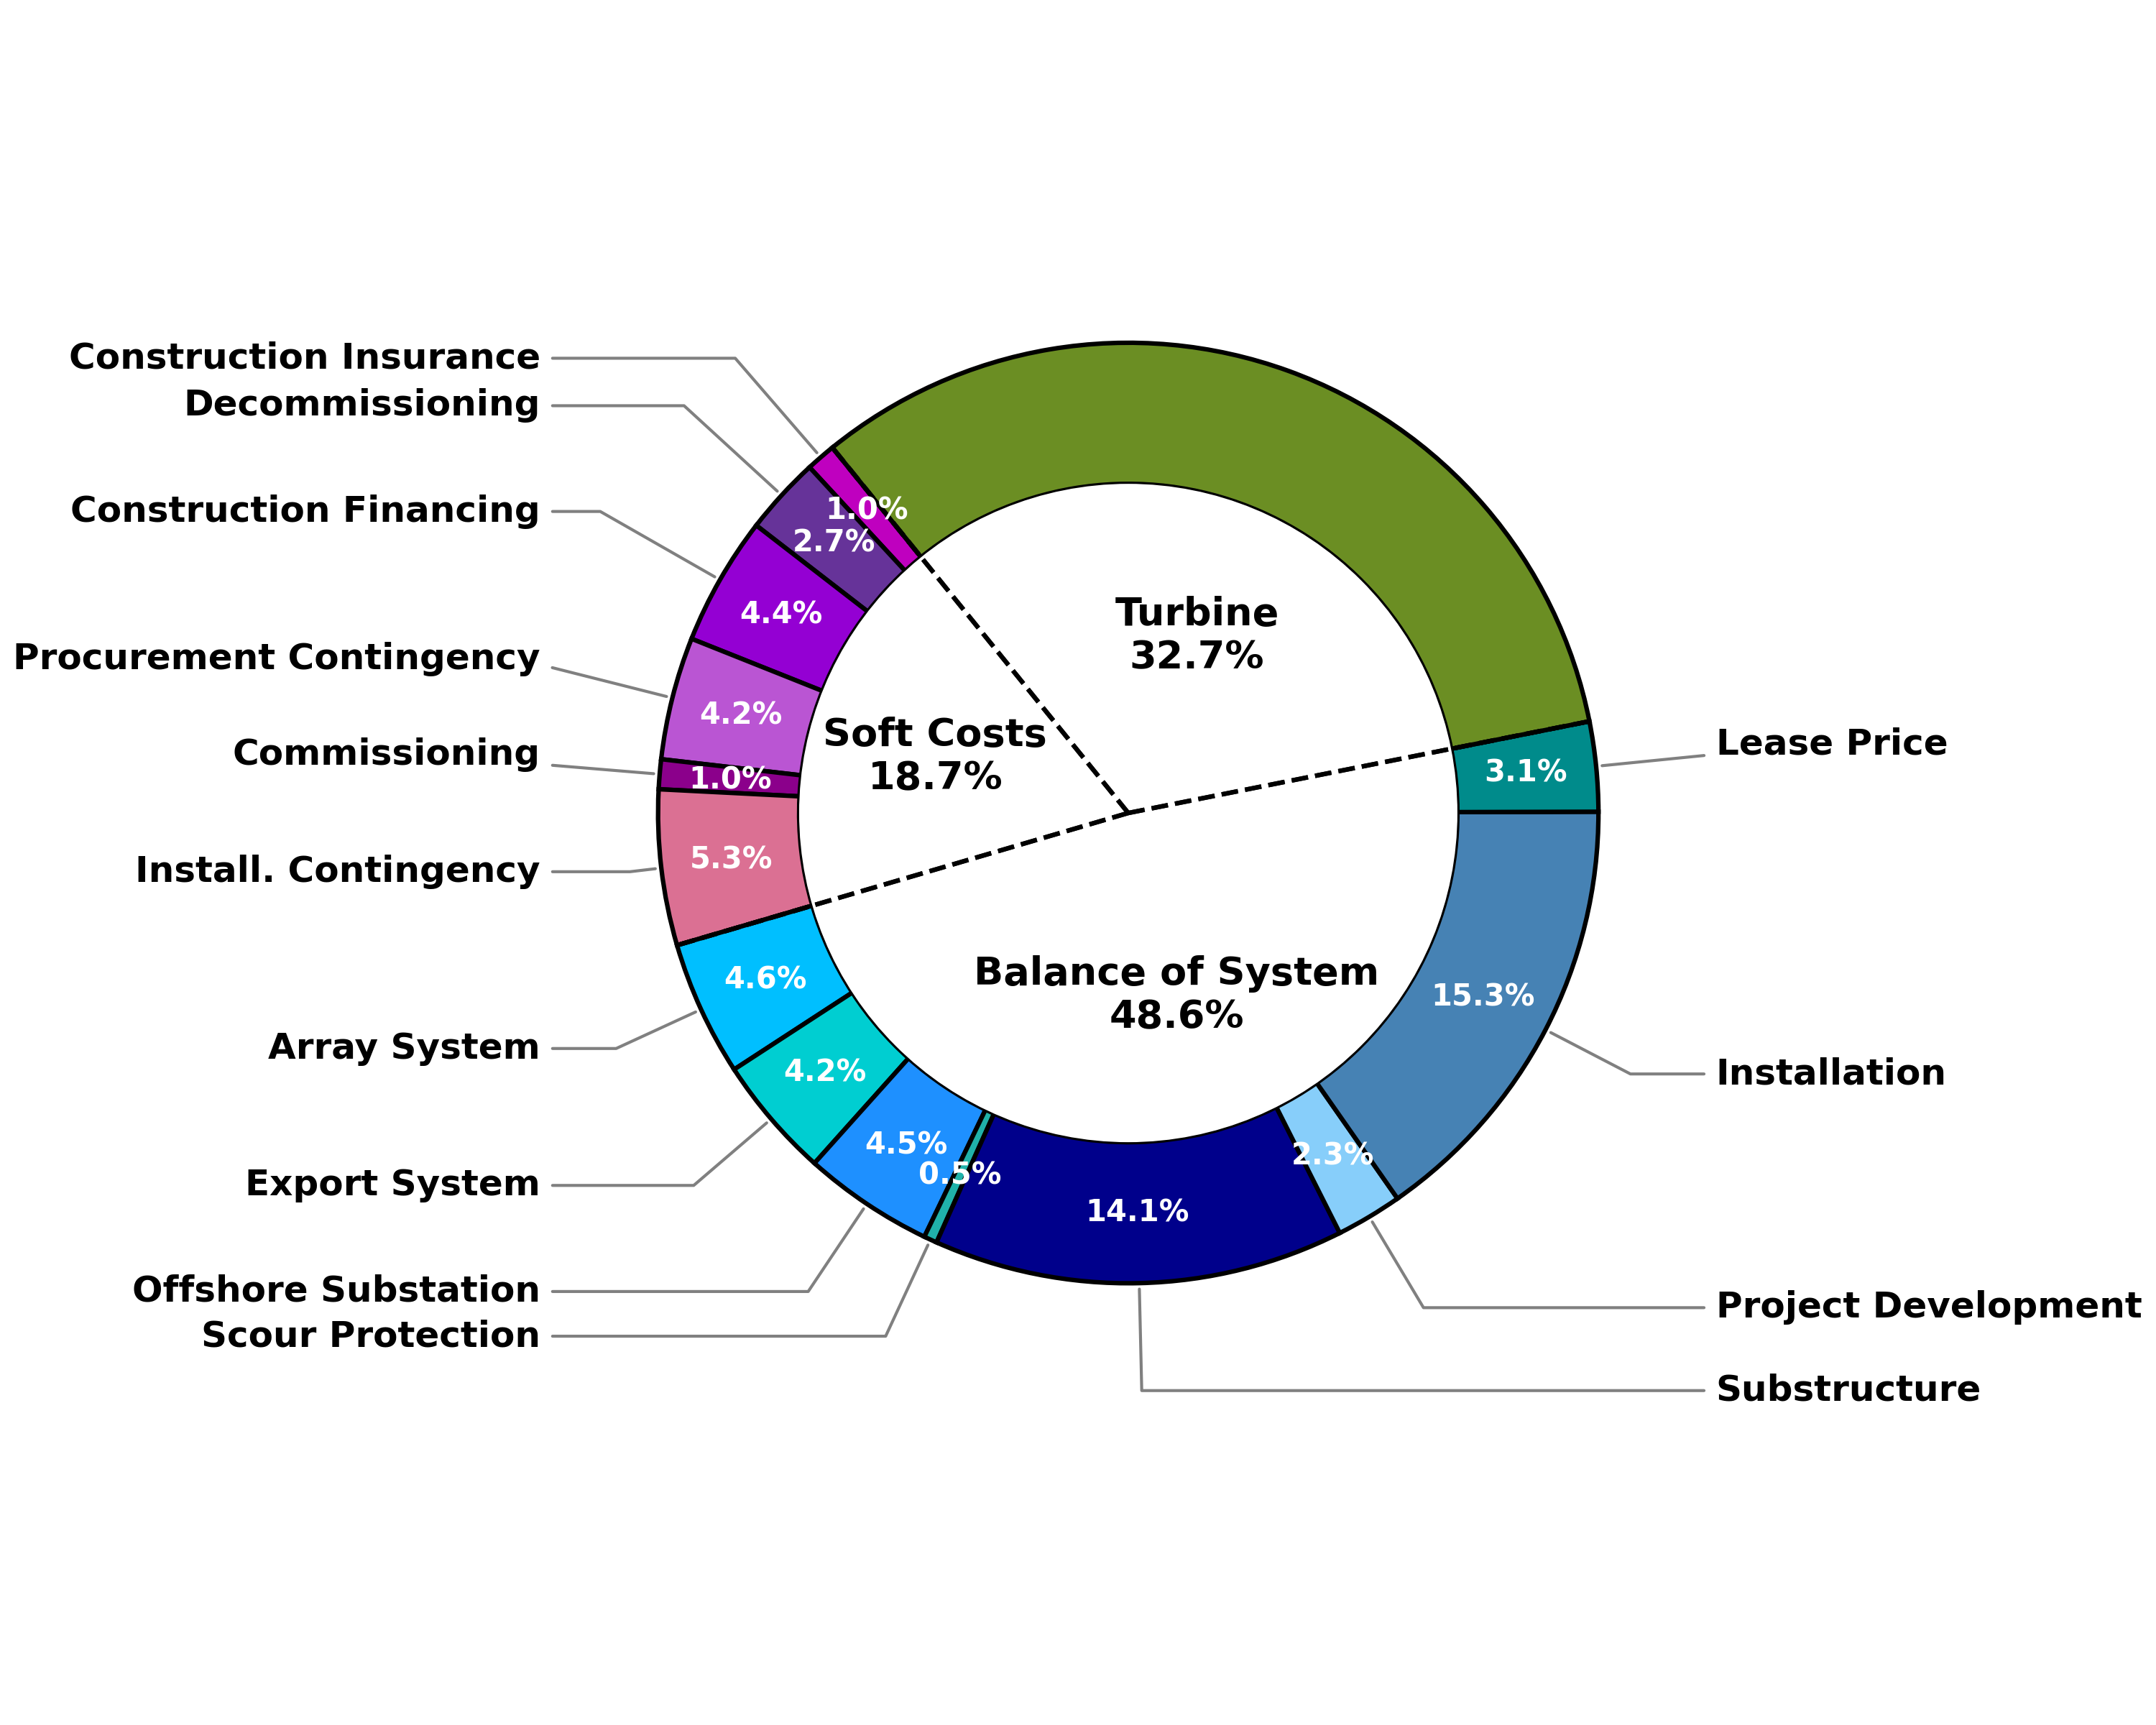 Construction Insurance
Decommissioning
Construction Financing
Procurement Contingency
Commissioning
Install. Contingency
Array System
Export System
Offshore Substation
Scour Protection
1.0%
2.7%
4.4%
4.2%
1.0%
5.3%
4.6%
4.2%
4.5%
0.5%
14.1%
2.3%
15.3%
3.1%
Turbine
32.7%
Soft Costs
18.7%
Balance of System
48.6%
Lease Price
Installation
Project Development
Substructure